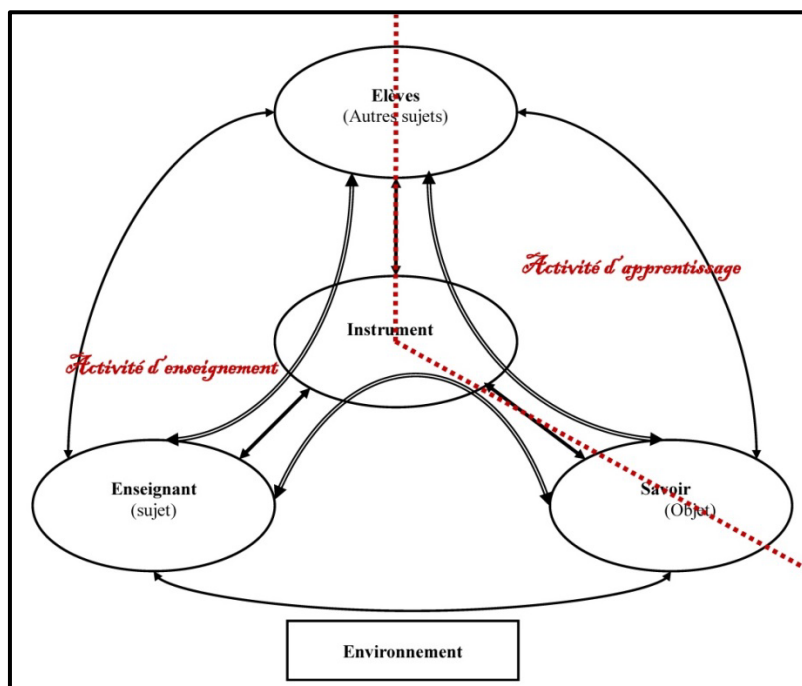 Elèves
(Autres sujets)
Activité d'apprentissage
Instrument
Activité d'enseignement
Enseignant
(sujet)
Savoir
(Objet)
Environnement